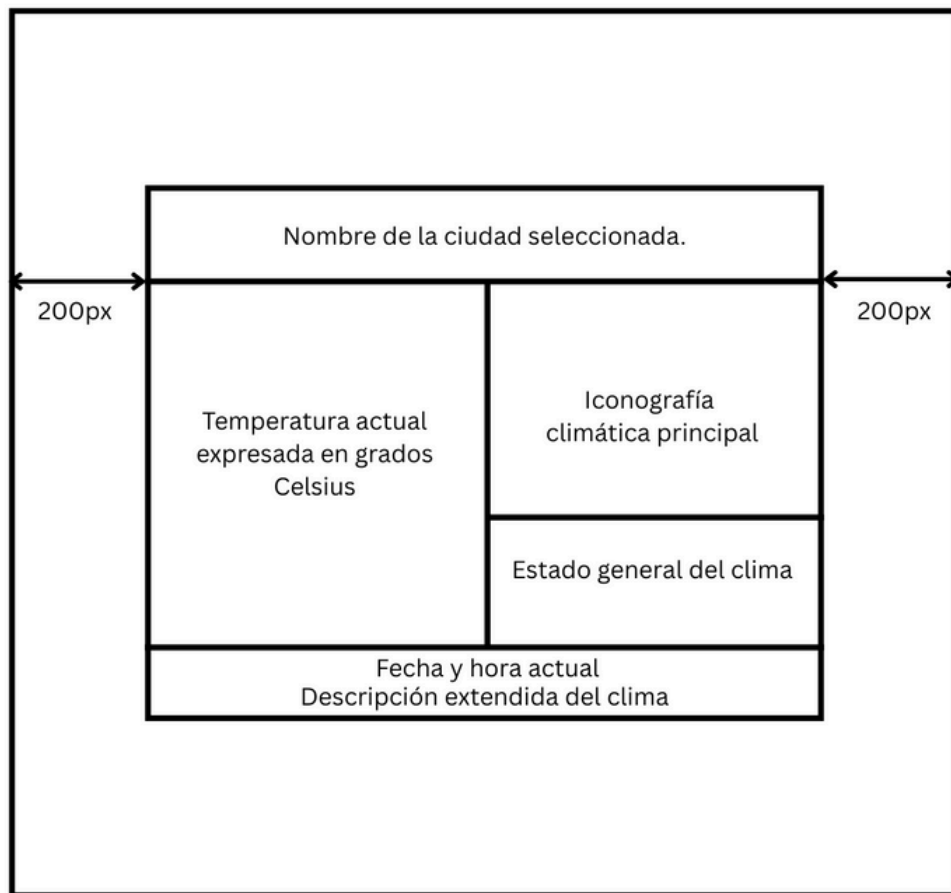 Nombre de la ciudad seleccionada.
200px
200px
Temperatura actual
expresada en grados
Celsius
Iconografía
climática principal
Estado general del clima
Fecha y hora actual
Descripción extendida del clima